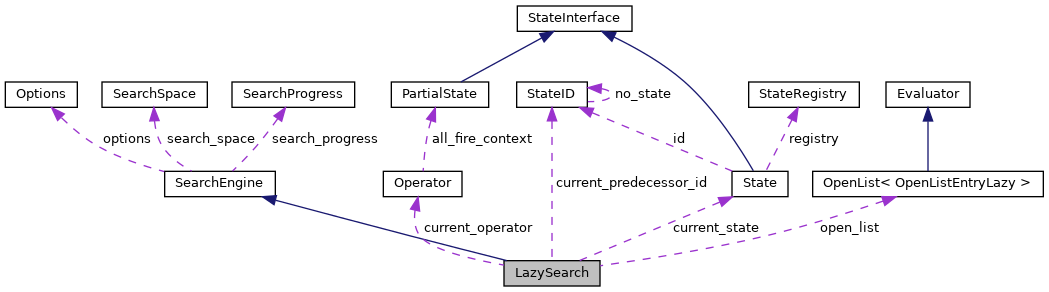 StateInterface
Options
SearchSpace
SearchProgress
PartialState
StateID
no_state
StateRegistry
Evaluator
options
search_space
search_progress
all_fire_context
id
registry
SearchEngine
Operator
current_predecessor_id
State
OpenList< OpenListEntryLazy >
current_operator
current_state
open_list
LazySearch